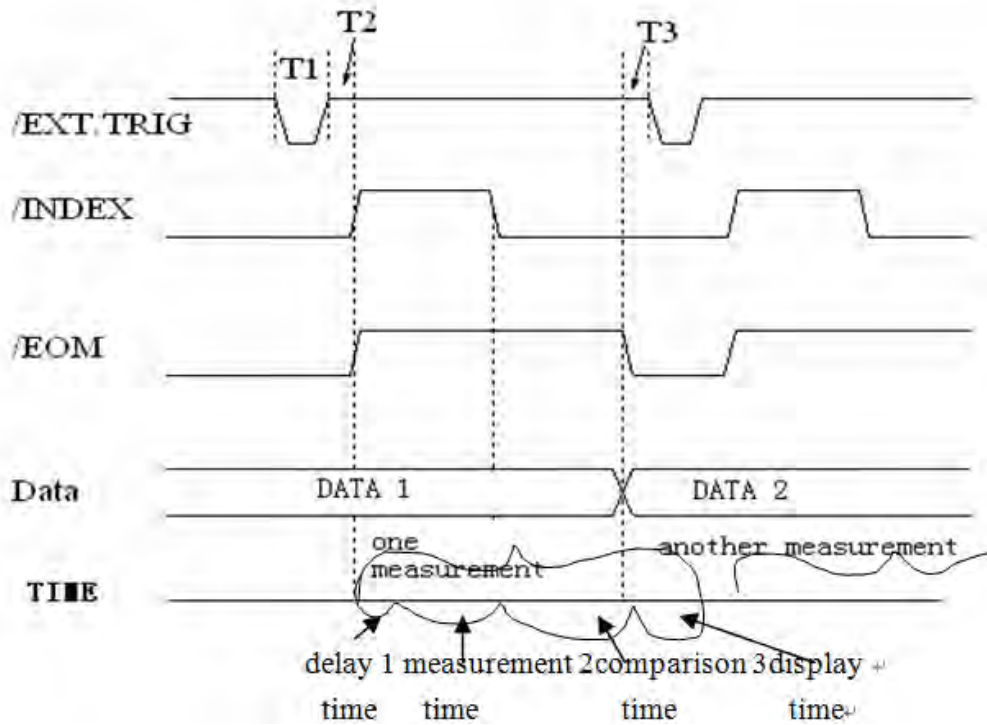 T2
T3
T1
/EXT.TRIG
/INDEX
/EOM
Data
DATA 1
DATA 2
one
another measurement
measurement
TIME
delay 1 measurement 2comparison 3display
time time time time